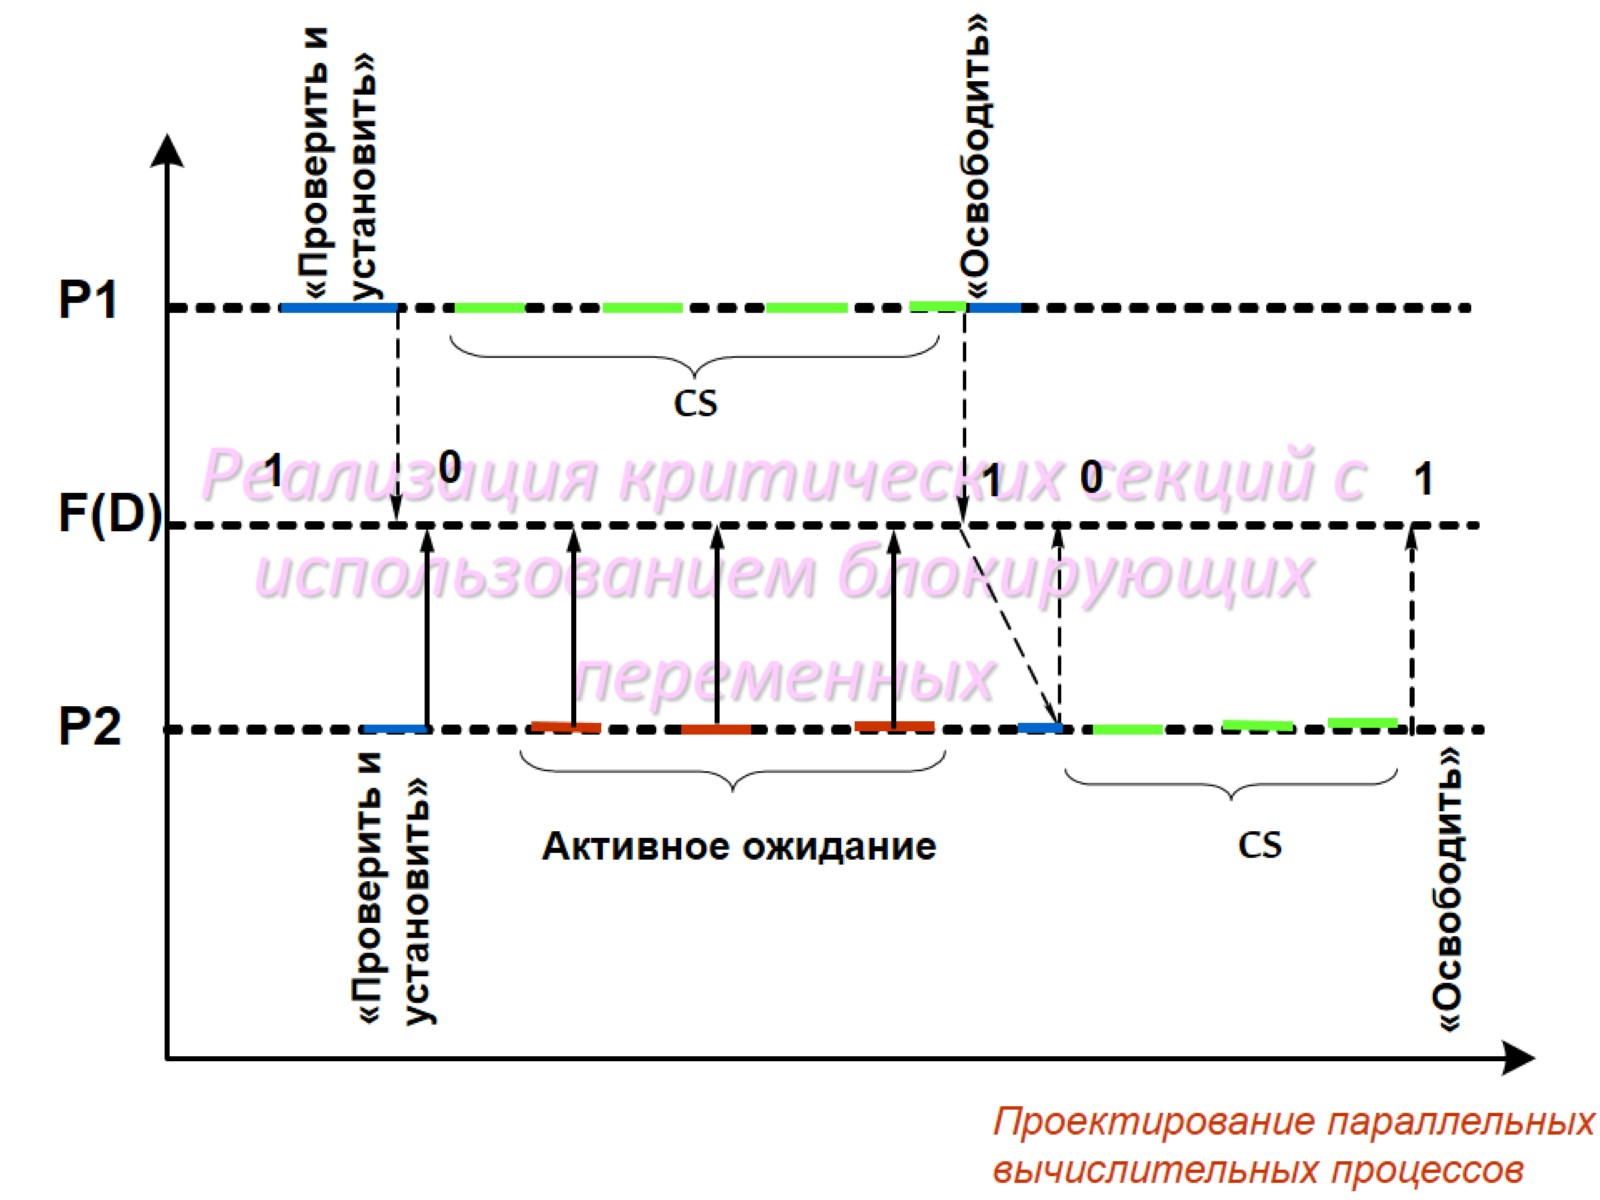 «Проверить и
установить»
«Освободить»
P1
CS
1
0
1
0
1
Реализация критических секций с
использованием блокирующих
переменных
F(D)
P2
«Проверить и
установить»
Активное ожидание
CS
«Освободить»
Проектирование параллельных
вычислительных процессов